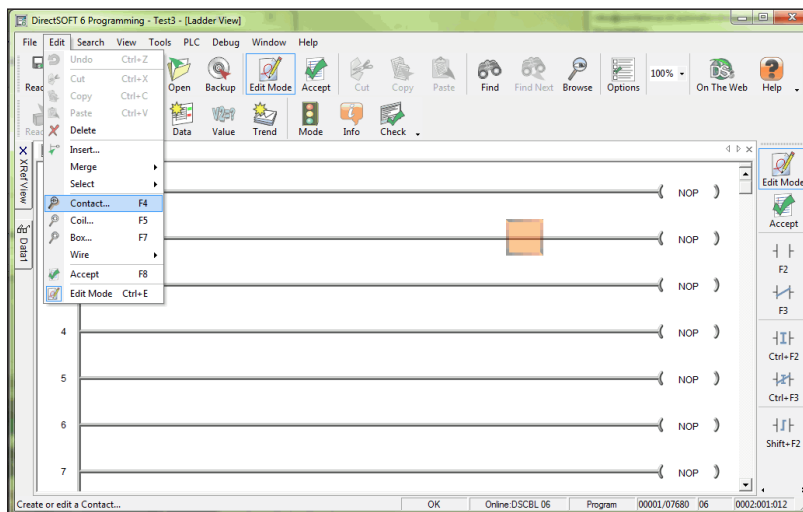 DirectSOFT 6 Programming - Test3 - [Ladder View]
File Edit Search View Tools PLC Debug Window Help
Open Backup Edit Mode Accept Cut Copy Paste Find Find Next Browse Options 100% On The Web Help
Data Value Trend Mode Info Check
Undo Ctrl+Z
Cut Ctrl+X
Copy Ctrl+C
Paste Ctrl+V
Delete
Insert...
Merge
Select
Contact... F4
Coil... F5
Box... F7
Wire
Accept F8
Edit Mode Ctrl+E
XRef View
Data1
NOP
NOP
NOP
4 NOP
5 NOP
6 NOP
7 NOP
Edit Mode
Accept
F2
F3
Ctrl+F2
Ctrl+F3
Shift+F2
Create or edit a Contact... OK Online:DSCBL 06 Program 00001/07680 06 0002:001:012